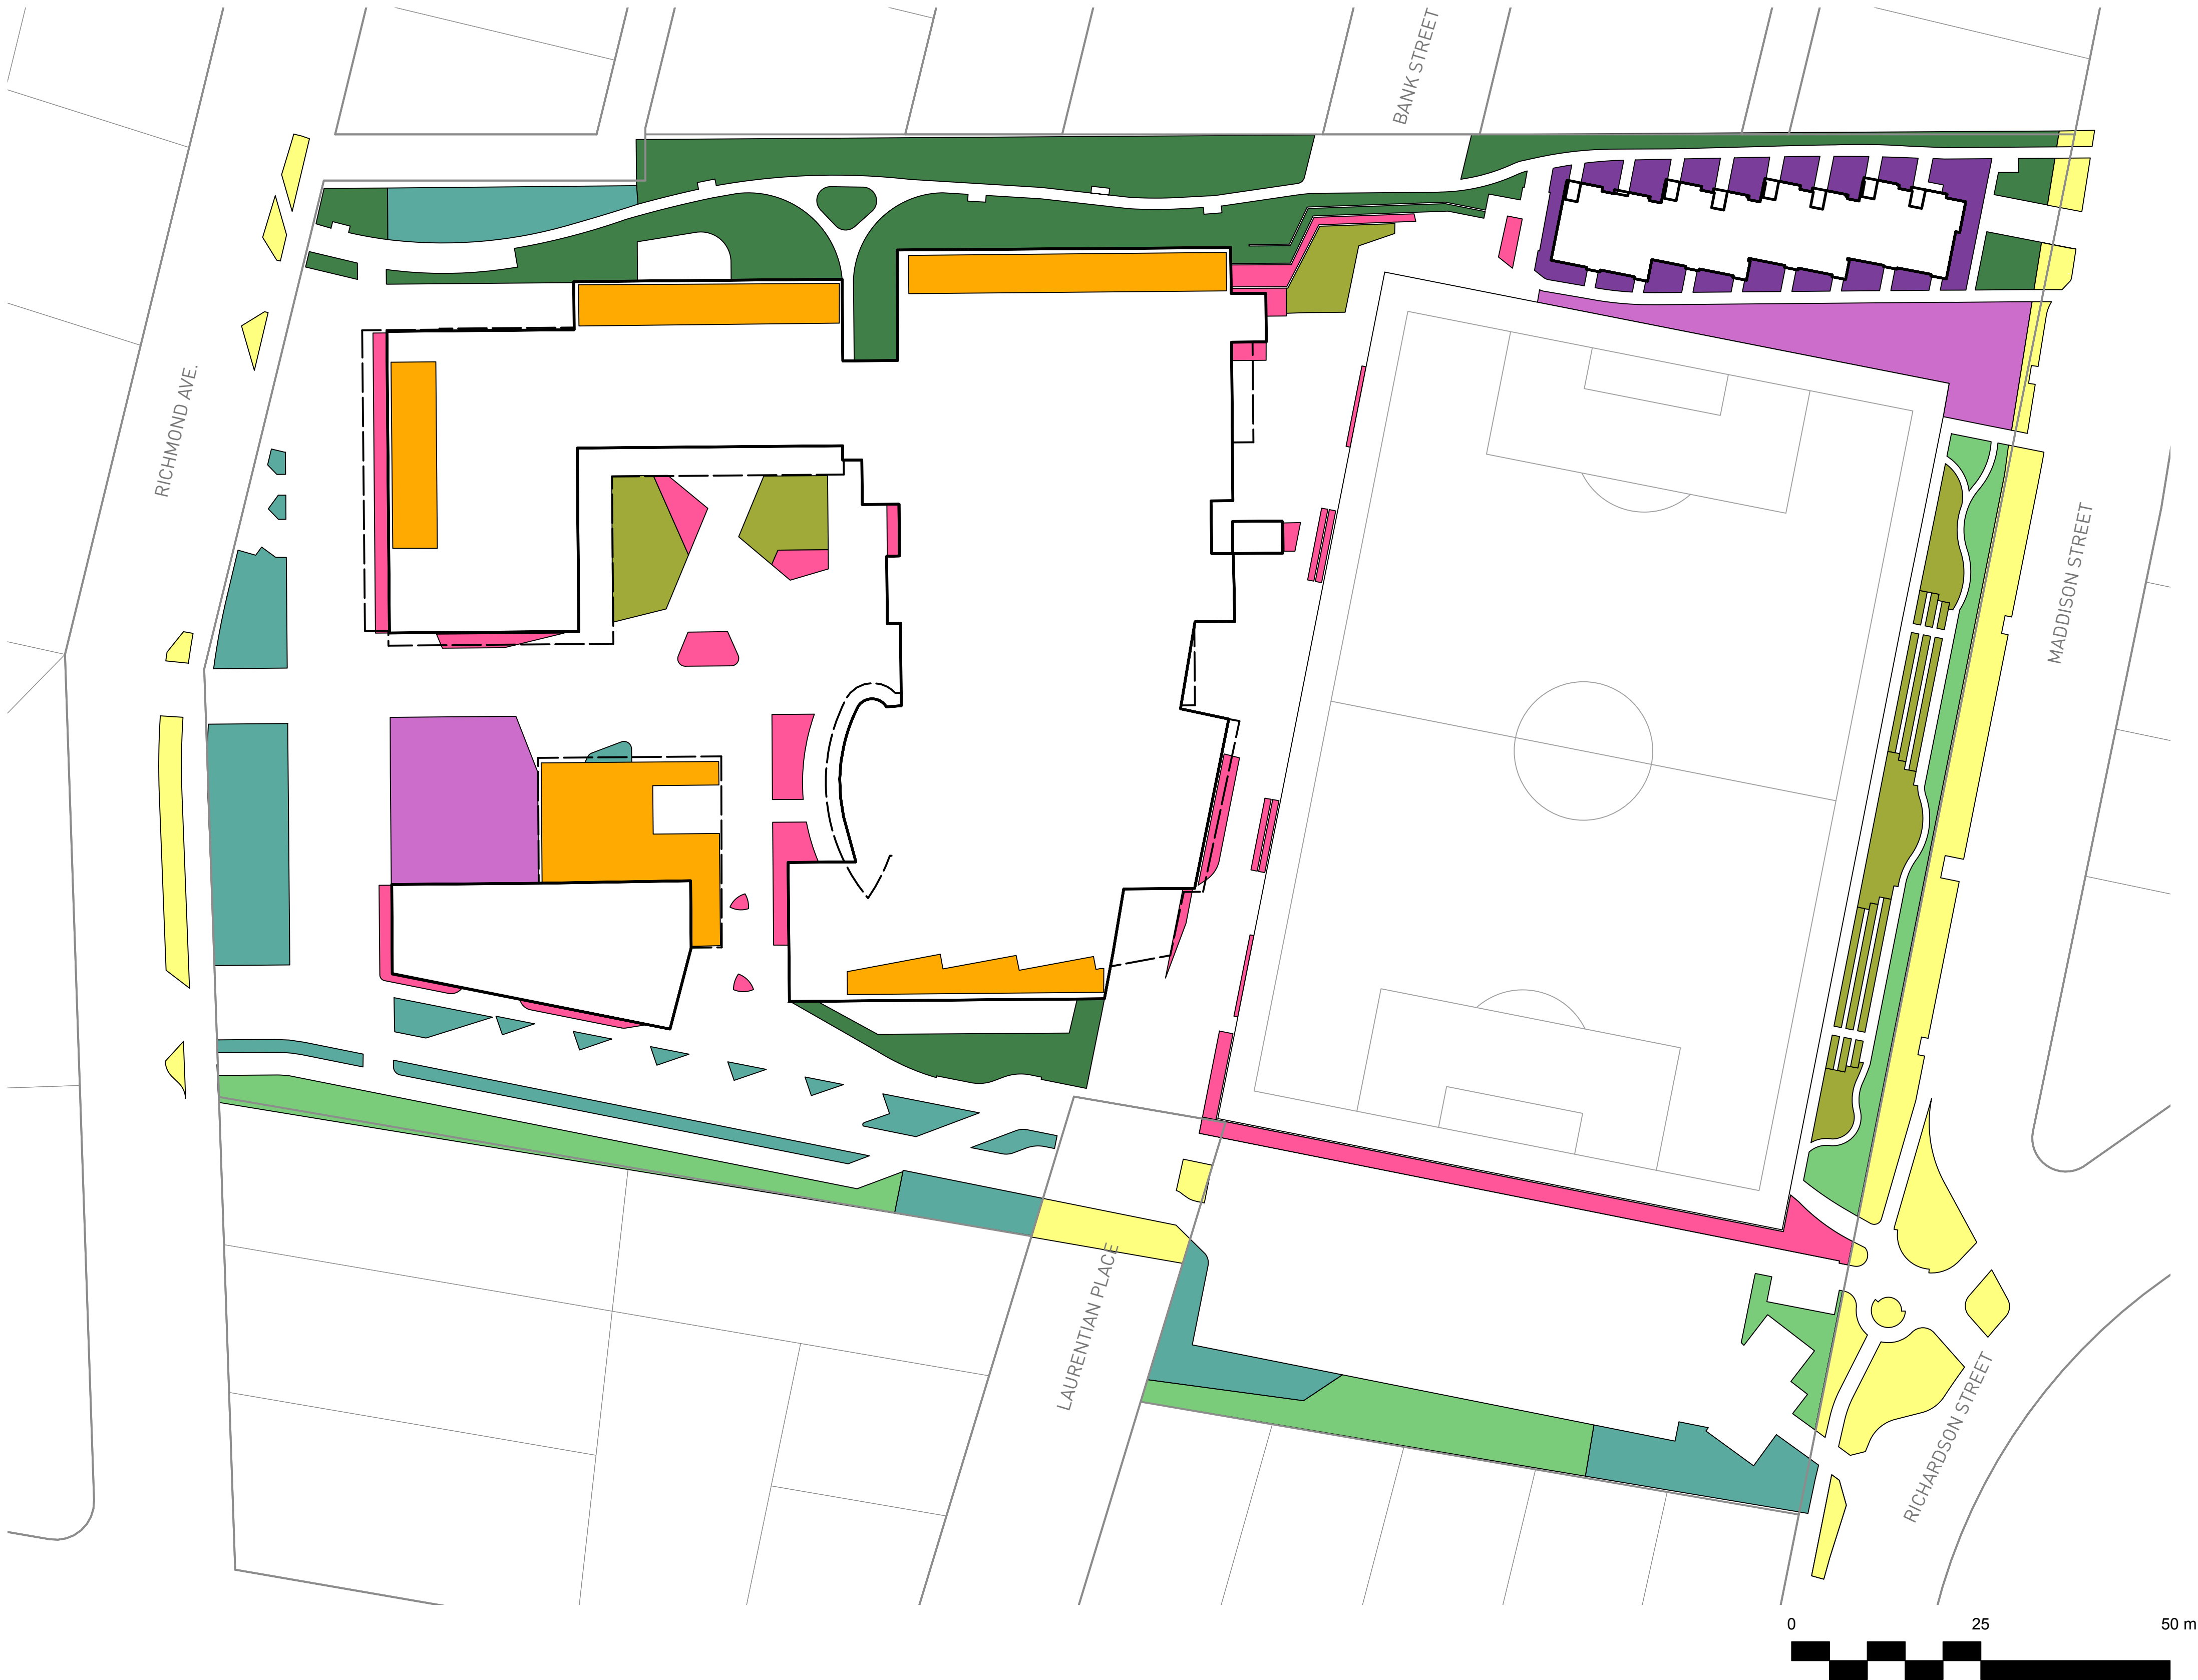 BANK STREET
RICHMOND AVE.
MADDISON STREET
LAURENTIAN PLACE
RICHARDSON STREET
0 25 50 m